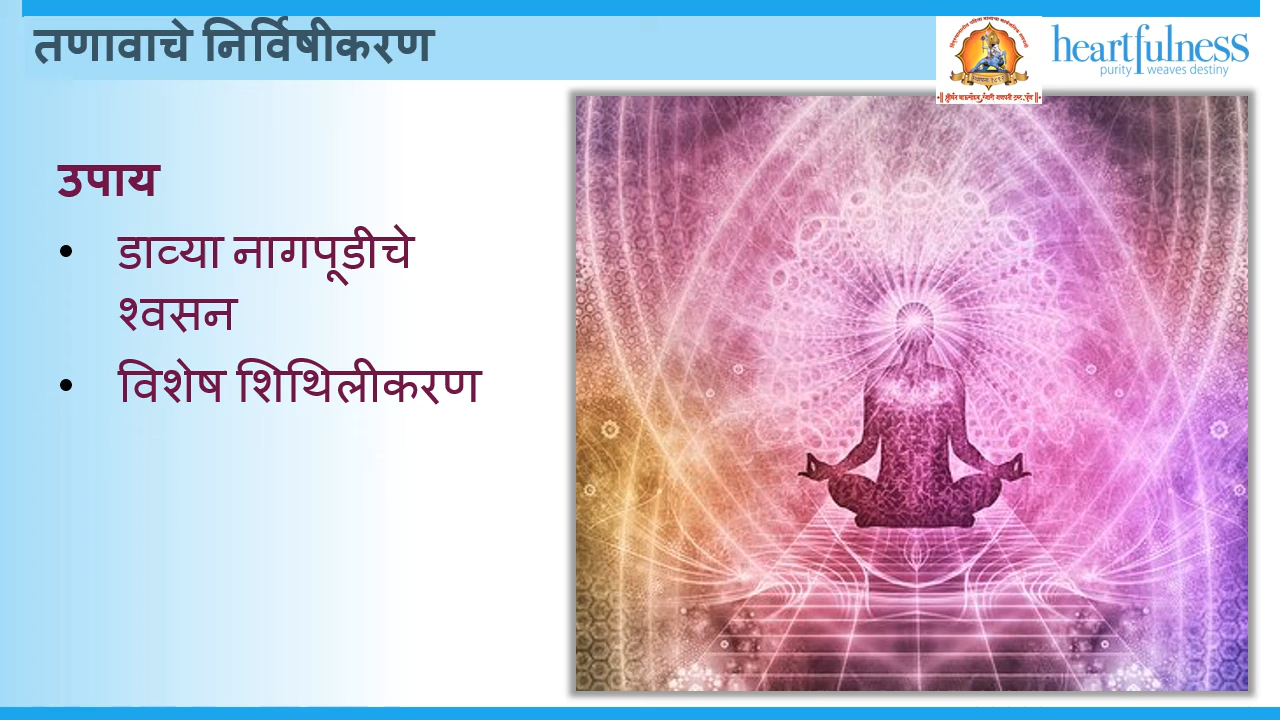 तणावाचे निर्विषीकरण
heartfulness
purity weaves destiny
उपाय
• डाव्या नागपूडीचे
श्वसन
• विशेष शिथिलीकरण